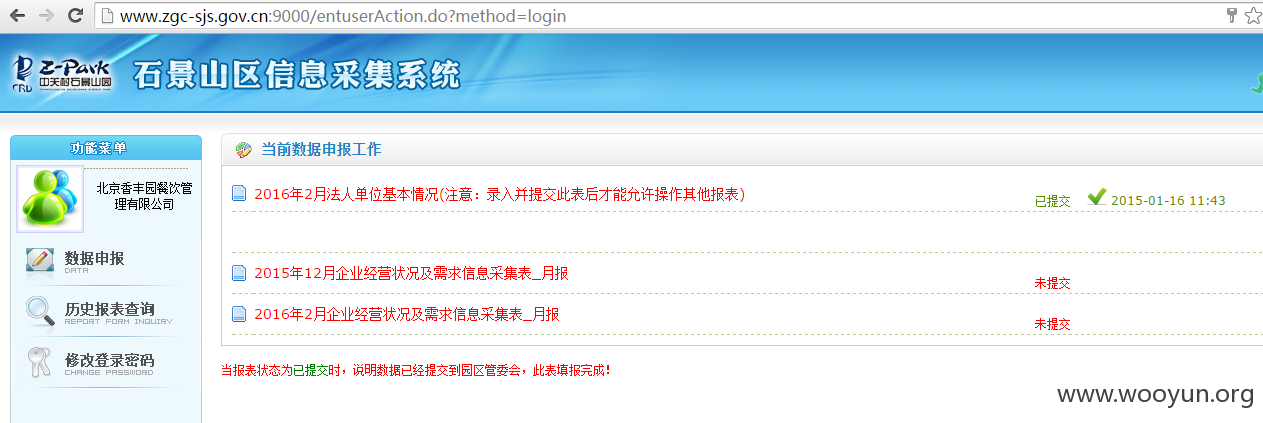 www.zgc-sjs.gov.cn:9000/entuserAction.do?method=login
Z-Park
中关村石景山园
CRD
石景山区信息采集系统
功能菜单
北京香丰园餐饮管
理有限公司
数据申报
DATA
历史报表查询
REPORT FORM INQUIRY
修改登录密码
CHANGE PASSWORD
当前数据申报工作
2016年2月法人单位基本情况(注意：录入并提交此表后才能允许操作其他报表)
已提交 2015-01-16 11:43
2015年12月企业经营状况及需求信息采集表_月报
未提交
2016年2月企业经营状况及需求信息采集表_月报
未提交
当报表状态为已提交时，说明数据已经提交到园区管委会，此表填报完成！
www.wooyun.org